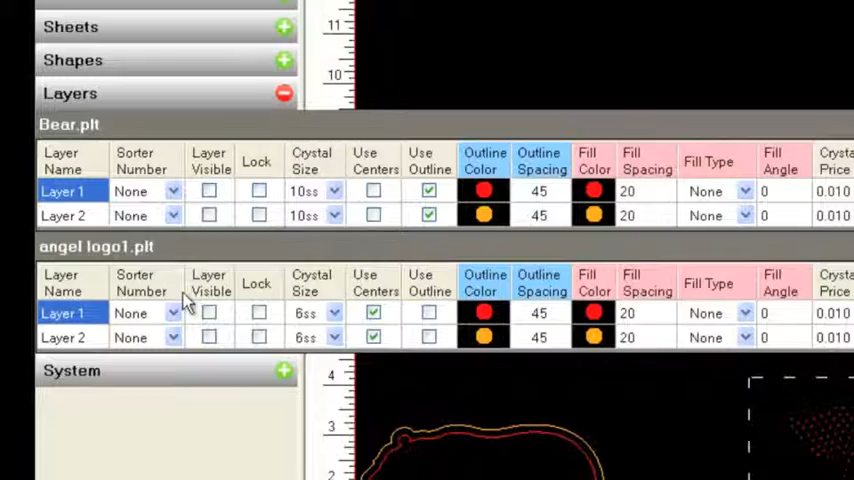 Sheets
Shapes
Layers
11
10
Bear.plt
Layer Name Sorter Number Layer Visible Lock Crystal Size Use Centers Use Outline Outline Color Outline Spacing Fill Color Fill Spacing Fill Type Fill Angle Price
Layer 1 None 10ss 45 20 None 0 0.010
Layer 2 None 10ss 45 20 None 0 0.010
angel logo1.plt
Layer Name Sorter Number Layer Visible Lock Crystal Size Use Centers Use Outline Outline Color Outline Spacing Fill Color Fill Spacing Fill Type Fill Angle Price
Layer 1 None 6ss 45 20 None 0 0.010
Layer 2 None 6ss 45 20 None 0 0.010
System
4
3
2